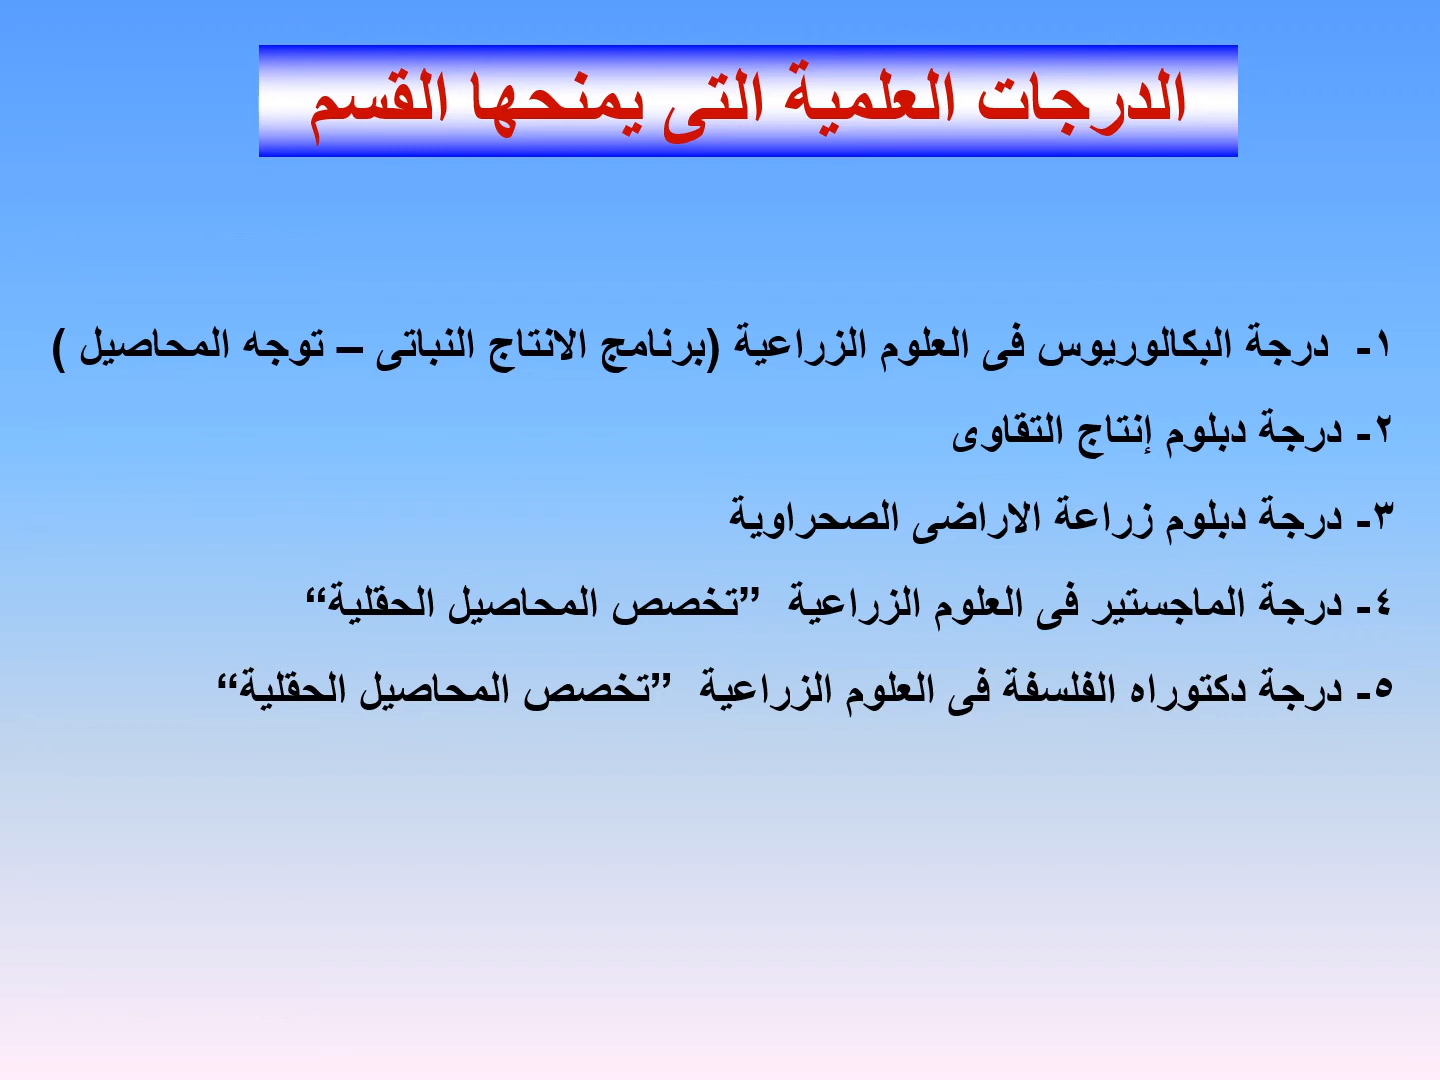 الدرجات العلمية التى يمنحها القسم
١- درجة البكالوريوس فى العلوم الزراعية (برنامج الانتاج النباتى – توجه المحاصيل )
٢- درجة دبلوم إنتاج التقاوى
٣- درجة دبلوم زراعة الاراضى الصحراوية
٤- درجة الماجستير فى العلوم الزراعية ”تخصص المحاصيل الحقلية“
٥- درجة دكتوراه الفلسفة فى العلوم الزراعية ”تخصص المحاصيل الحقلية“